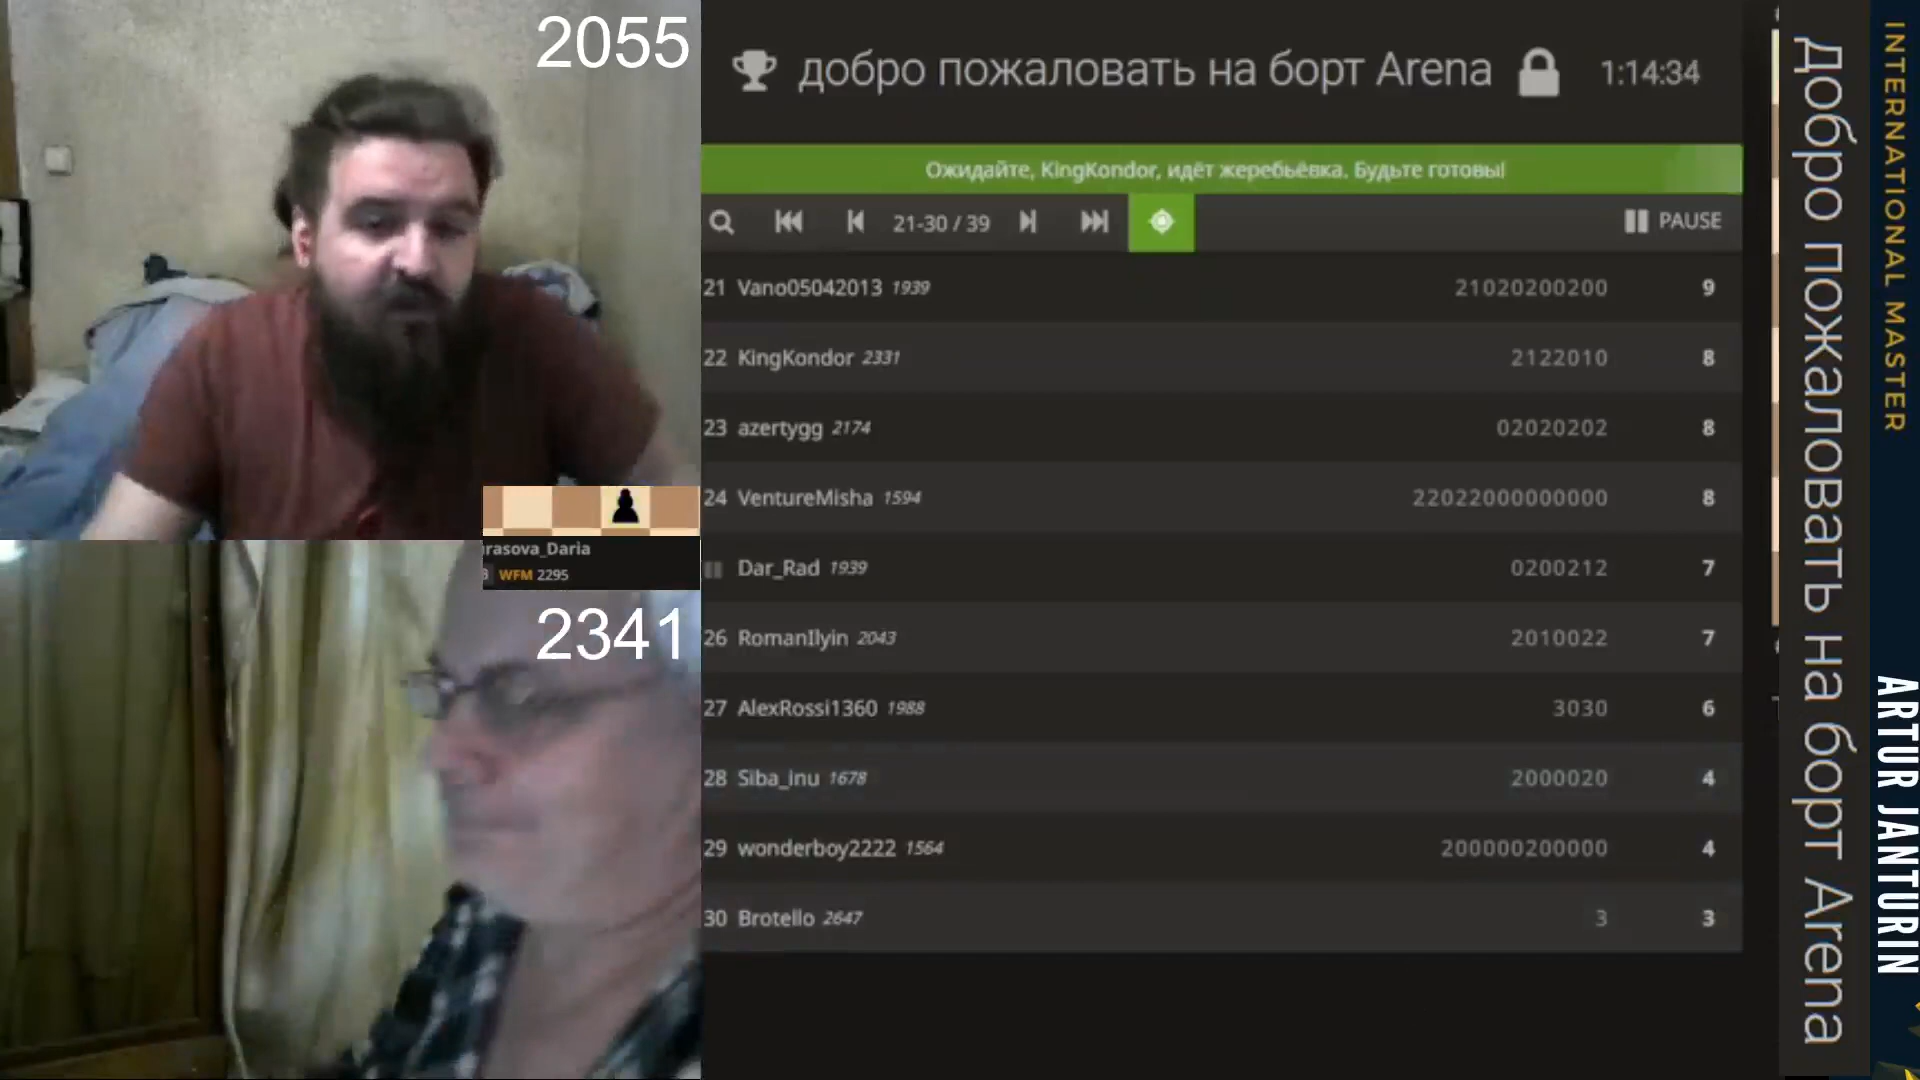 2055
rasova_Daria
WFM 2295
2341
добро пожаловать на борт Arena 1:14:34
Ожидайте, KingKondor, идёт жеребьёвка. Будьте готовы!
21-30 / 39 PAUSE
21 Vano05042013 1939 21020200200 9
22 KingKondor 2331 2122010 8
23 azertygg 2174 02020202 8
24 VentureMisha 1594 22022000000000 8
Dar_Rad 1939 0200212 7
26 RomanIlyin 2043 2010022 7
27 AlexRossi1360 1988 3030 6
28 Siba_inu 1678 2000020 4
29 wonderboy2222 1564 200000200000 4
30 Brotello 2647 3 3
добро пожаловать на борт Arena
INTERNATIONAL MASTER
ARTUR JANTURIN